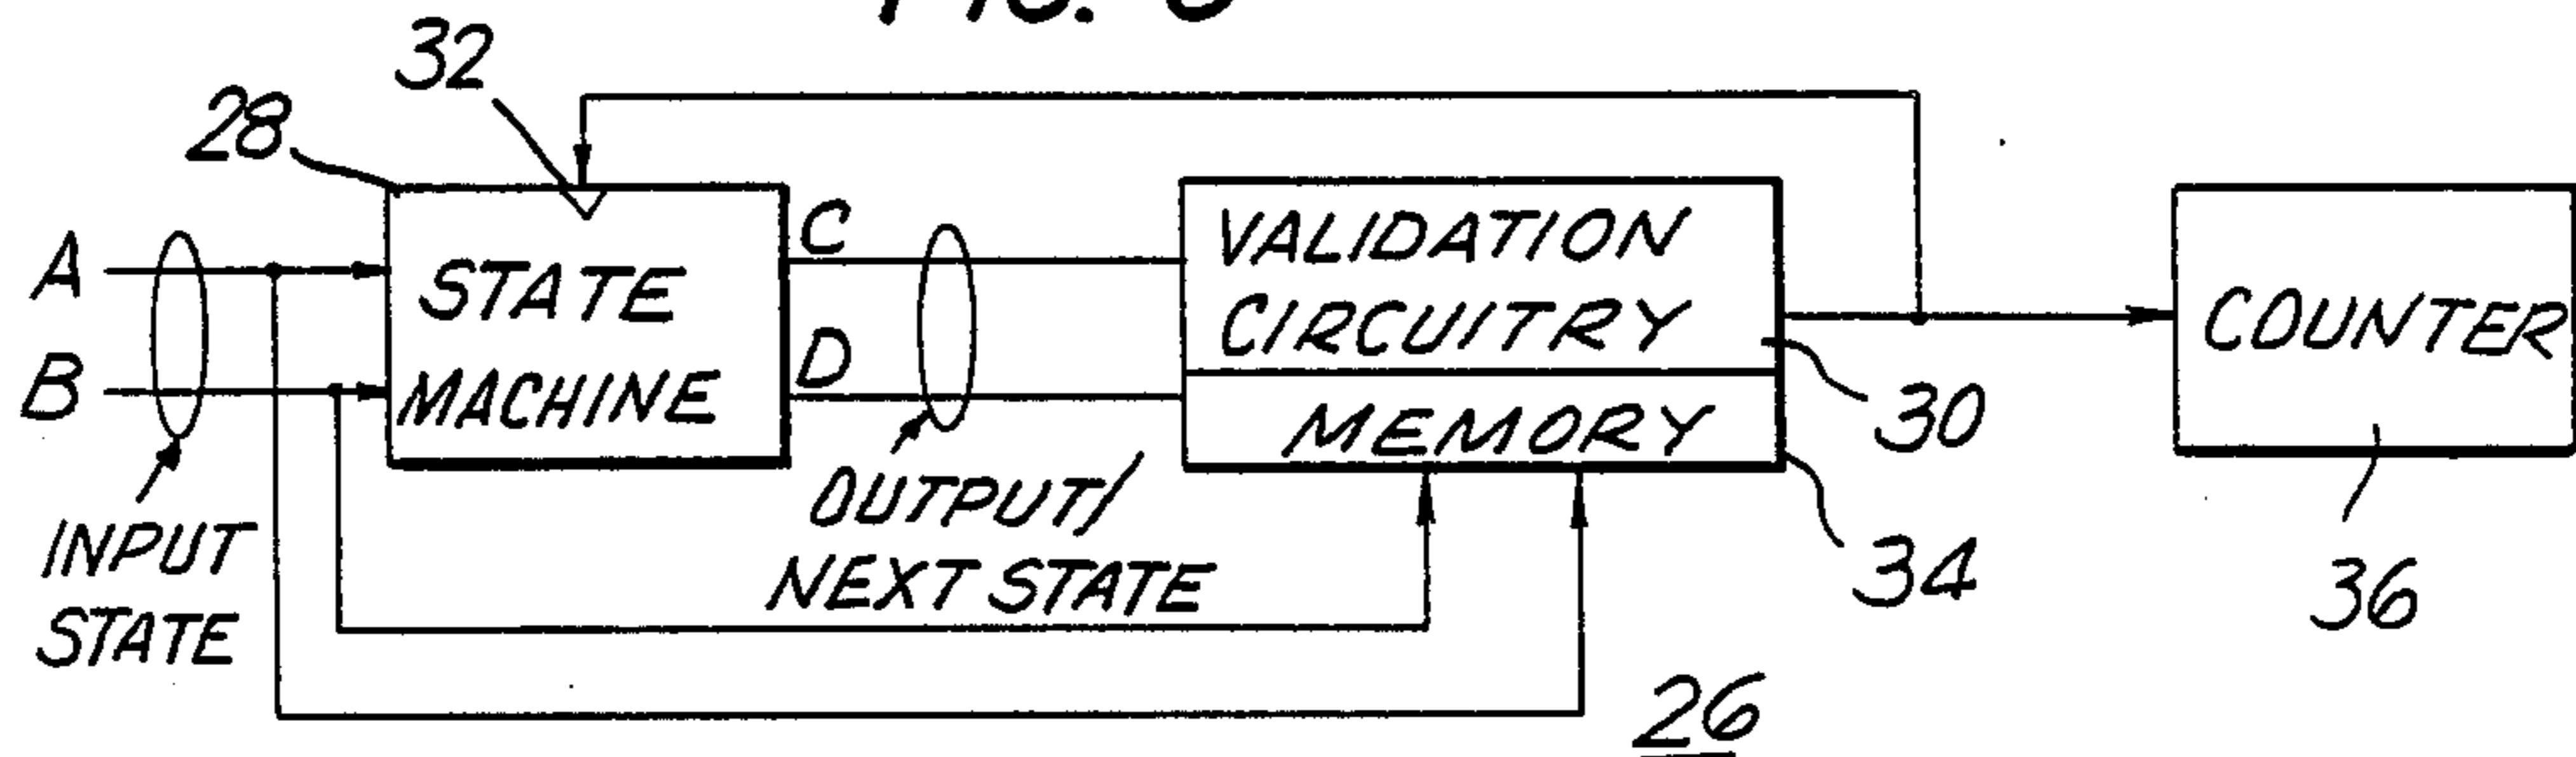 32
28
A
B
STATE
MACHINE
C
D
VALIDATION
CIRCUITRY
MEMORY
COUNTER
30
34
36
INPUT
STATE
OUTPUT/
NEXT STATE
26